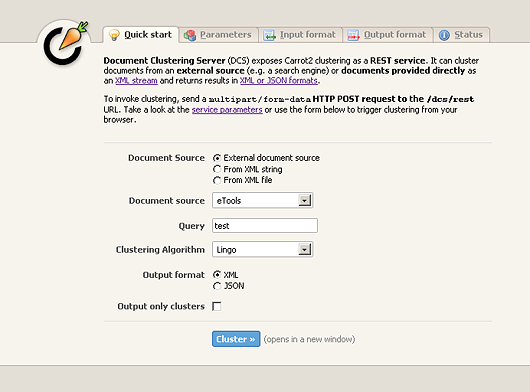 Quick start
Parameters
Input format
Output format
Status
Document Clustering Server (DCS) exposes Carrot2 clustering as a REST service. It can cluster
documents from an external source (e.g. a search engine) or documents provided directly as
an XML stream and returns results in XML or JSON formats.
To invoke clustering, send a multipart/form-data HTTP POST request to the /dcs/rest
URL. Take a look at the service parameters or use the form below to trigger clustering from your
browser.
Document Source
External document source
From XML string
From XML file
Document source
eTools
Query
test
Clustering Algorithm
Lingo
Output format
XML
JSON
Output only clusters
Cluster »
(opens in a new window)